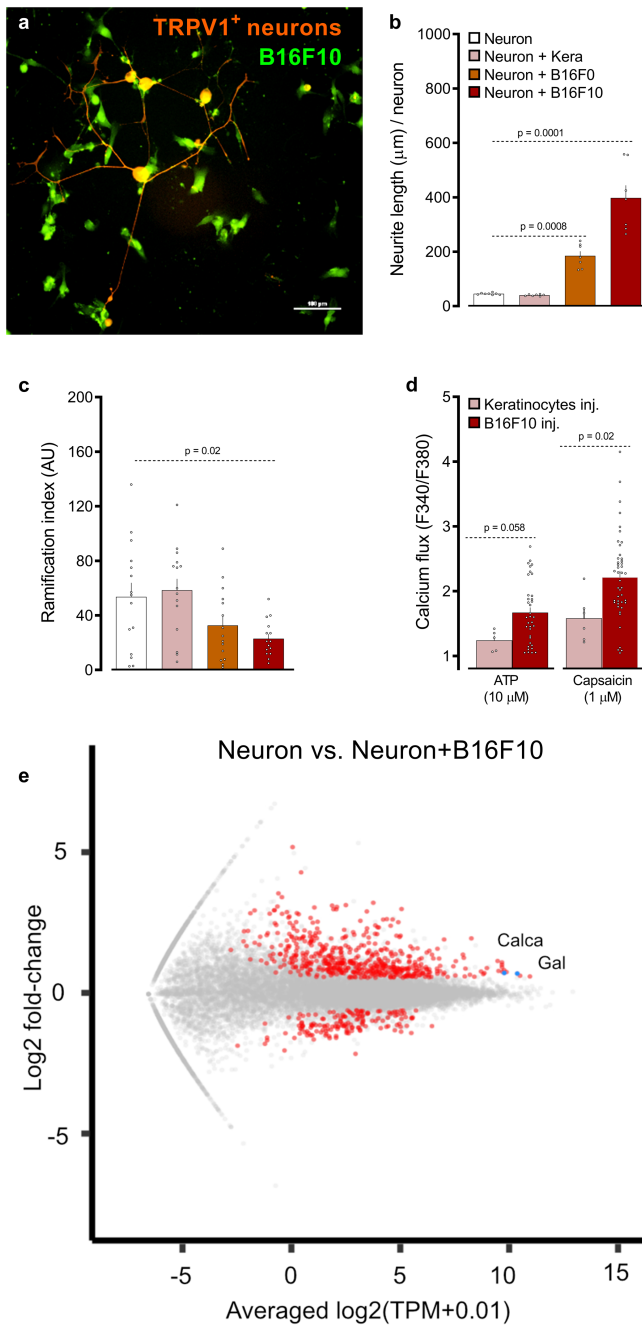 a
TRPV1+ neurons
B16F10
100 µm
b
Neuron
Neuron + Kera
Neuron + B16F0
Neuron + B16F10
Neurite length (µm) / neuron
1000
800
600
400
200
0
p = 0.0001
p = 0.0008
c
Ramification index (AU)
200
160
120
80
40
0
p = 0.02
d
Keratinocytes inj.
B16F10 inj.
Calcium flux (F340/F380)
5
4
3
2
1
p = 0.02
p = 0.058
ATP
(10 µM)
Capsaicin
(1 µM)
e
Neuron vs. Neuron+B16F10
Log2 fold-change
5
0
-5
Calca
Gal
-5
0
5
10
15
Averaged log2(TPM+0.01)